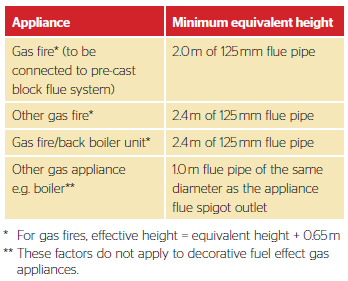 Appliance Minimum equivalent height
Gas fire* (to be 2.0 m of 125 mm flue pipe
connected to pre-cast
block flue system)
Other gas fire* 2.4 m of 125 mm flue pipe
Gas fire/back boiler unit* 2.4 m of 125 mm flue pipe
Other gas appliance 1.0 m flue pipe of the same
e.g. boiler** diameter as the appliance
flue spigot outlet
* For gas fires, effective height = equivalent height + 0.65 m
** These factors do not apply to decorative fuel effect gas
appliances.